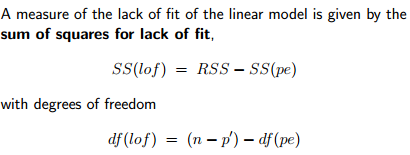 A measure of the lack of fit of the linear model is given by the
sum of squares for lack of fit,
SS(lof) = RSS − SS(pe)
with degrees of freedom
df(lof) = (n − p′) − df(pe)